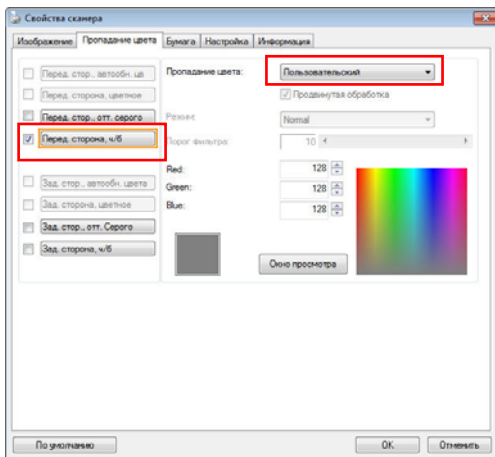 Свойства сканера
Изображение Пропадание цвета Бумага Настройка Информация
Перед. стор., автообн. цв
Перед. сторона, цветное
Перед. стор., отт. серого
Перед. сторона, ч/б
Зад. стор., автообн. цвета
Зад. сторона, цветное
Зад. стор., отт. Серого
Зад. сторона, ч/б
Пропадание цвета: Пользовательский
Продвинутая обработка
Режим: Normal
Порог фильтра: 10
Red: 128
Green: 128
Blue: 128
Окно просмотра
По умолчанию OK Отменить